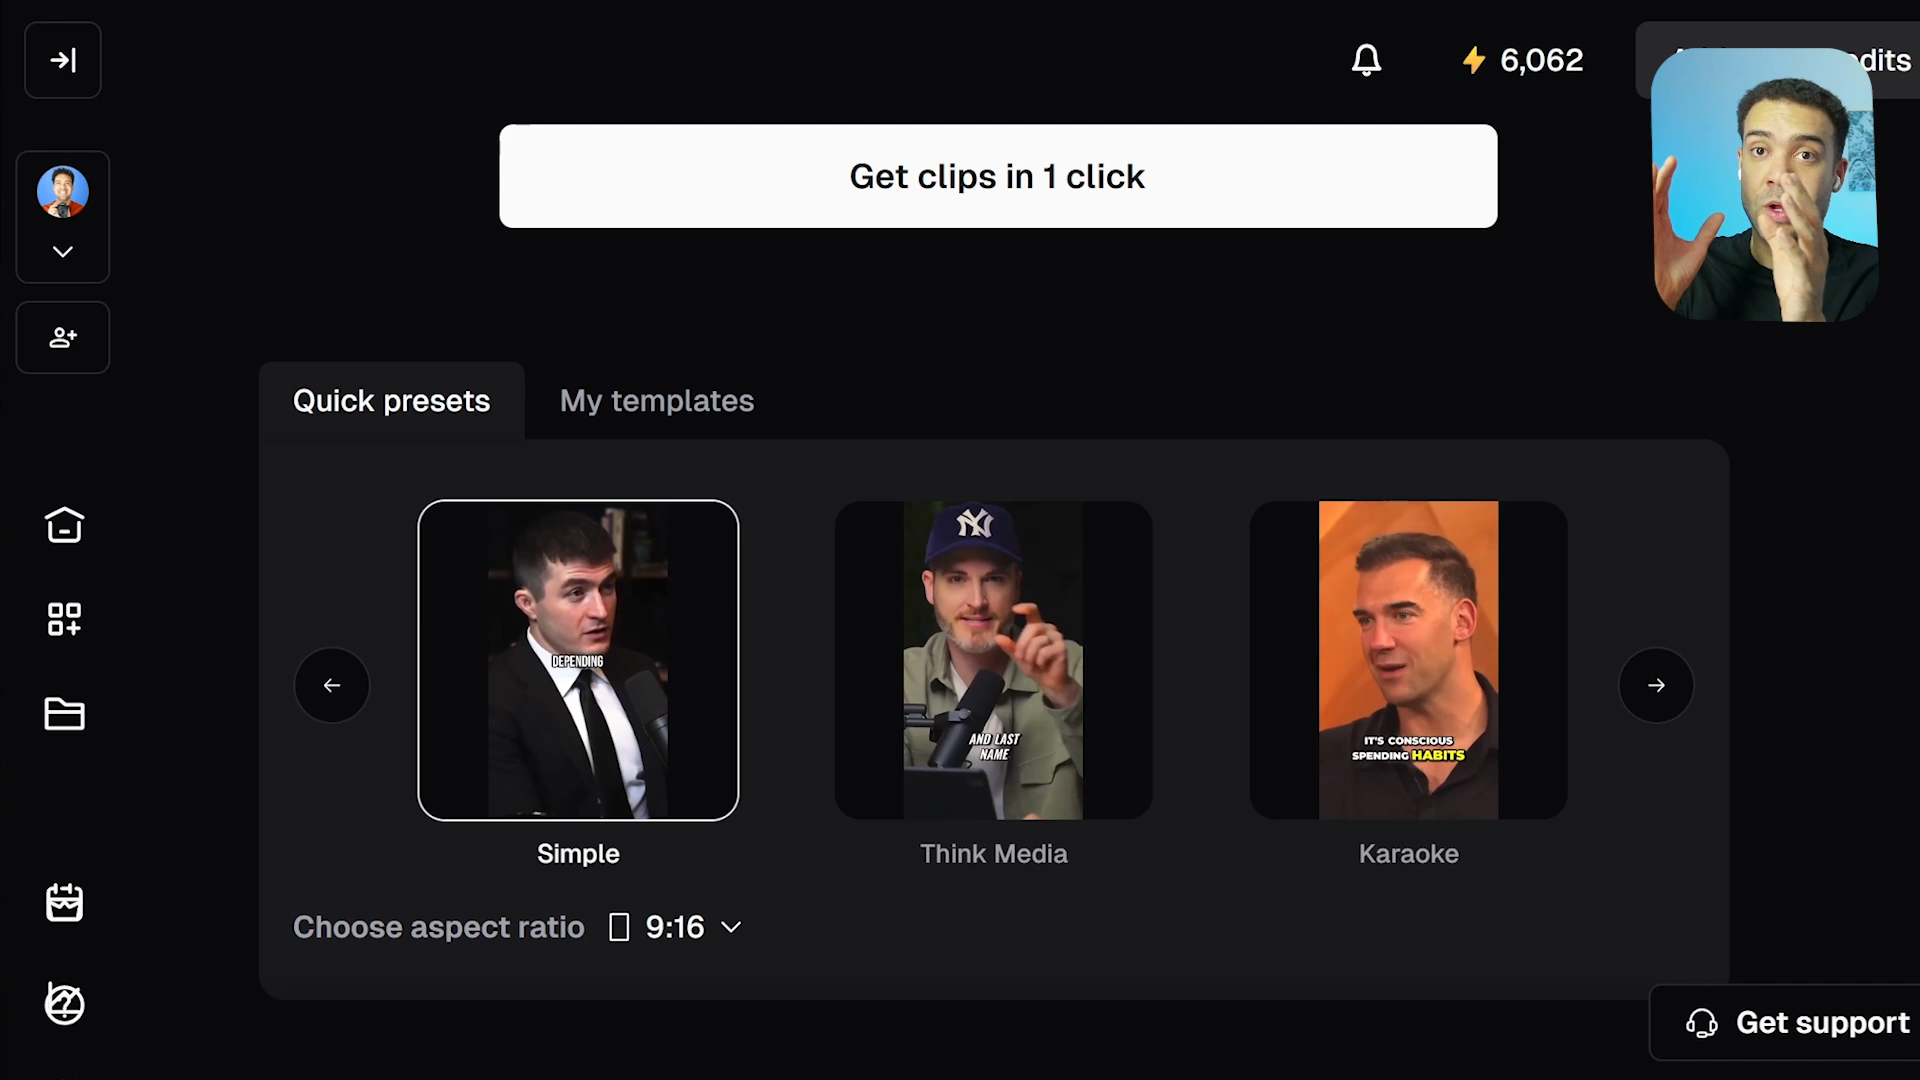 6,062
dits
Get clips in 1 click
Quick presets
My templates
NY
DEPENDING
AND LAST
NAME
IT'S CONSCIOUS
SPENDING HABITS
Simple
Think Media
Karaoke
Choose aspect ratio 9:16
Get support